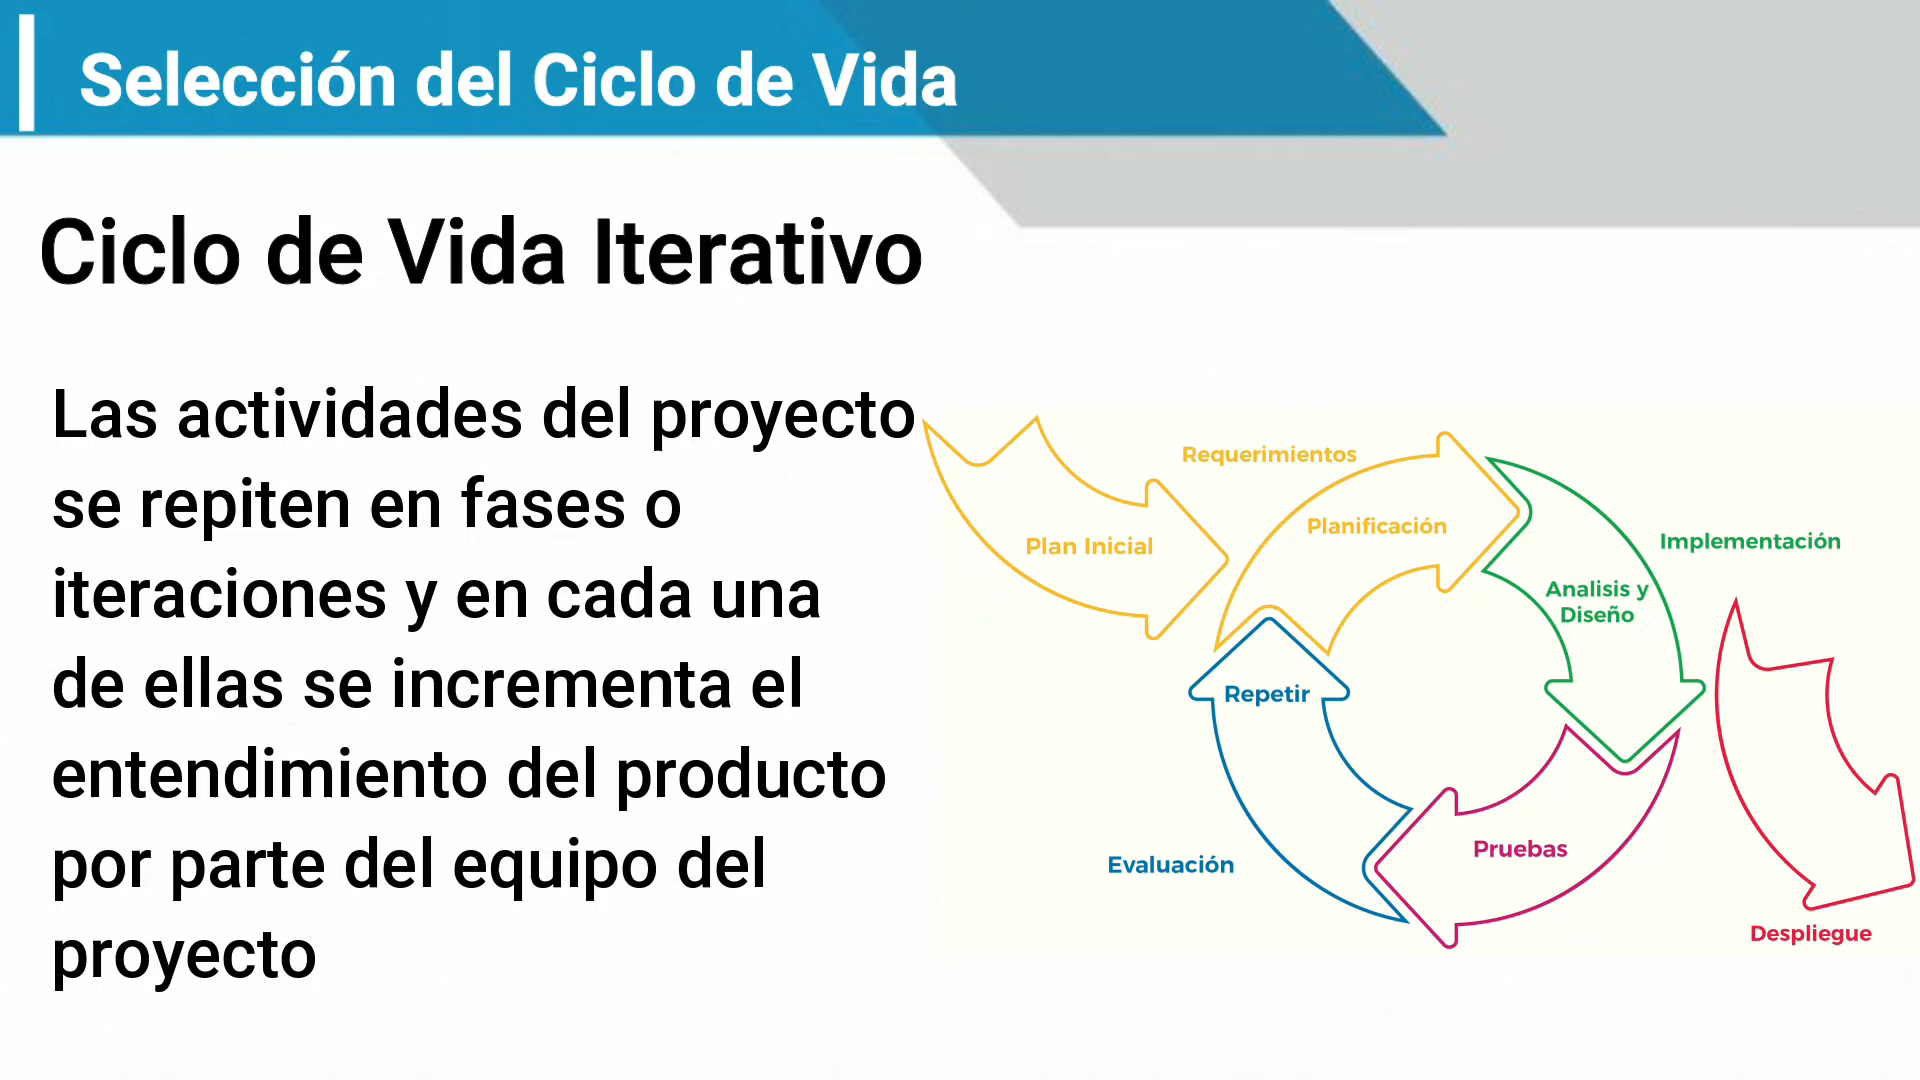 Selección del Ciclo de Vida
Ciclo de Vida Iterativo
Las actividades del proyecto
se repiten en fases o
iteraciones y en cada una
de ellas se incrementa el
entendimiento del producto
por parte del equipo del
proyecto
Requerimientos
Planificación
Plan Inicial
Implementación
Analisis y
Diseño
Repetir
Pruebas
Evaluación
Despliegue